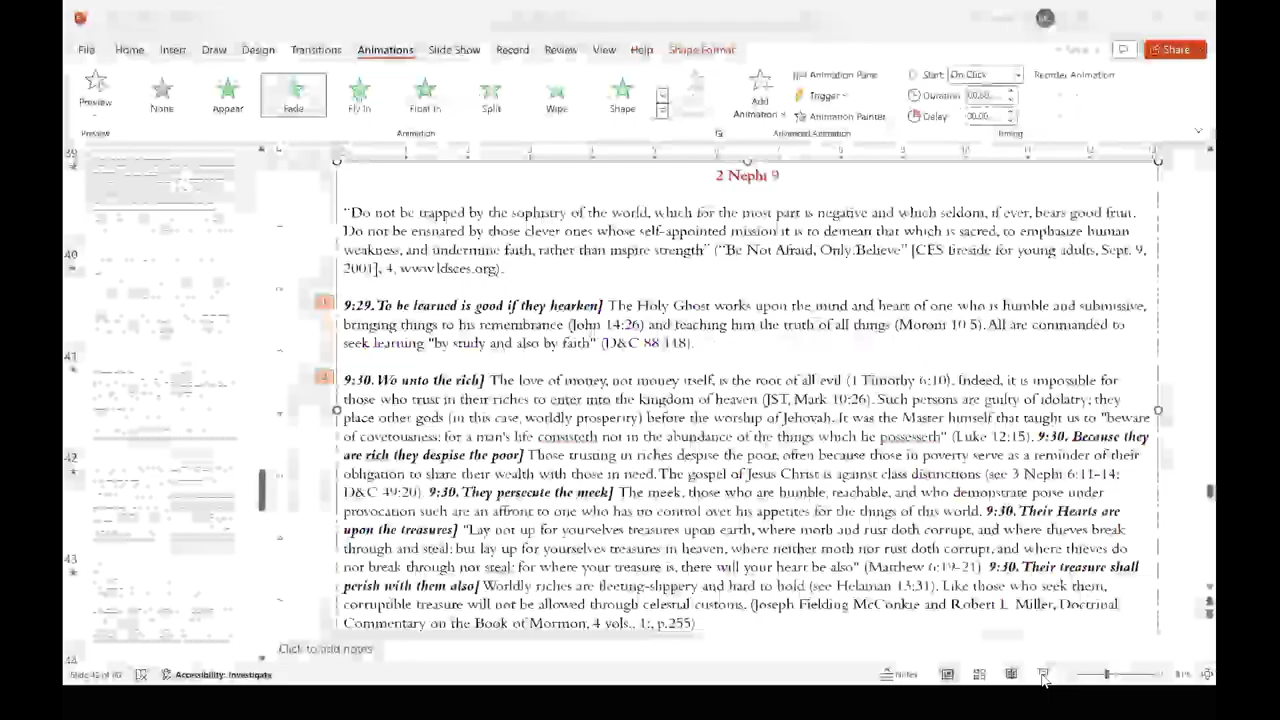 File Home Insert Draw Design Transitions Animations Slide Show Record Review View Help Shape Format Share
Preview None Appear Fade Fly In Float In Split Wipe Shape Add Animation Animation Pane Trigger Animation Painter Start: On Click Duration Delay Reorder Animation
Preview Animation Advanced Animation Timing
39
40
41
42
43
2 Nephi 9
"Do not be trapped by the sophistry of the world, which for the most part is negative and which seldom, if ever, bears good fruit.
Do not be ensnared by those clever ones whose self-appointed mission it is to demean that which is sacred, to emphasize human
weakness, and undermine faith, rather than inspire strength" ("Be Not Afraid, Only Believe" [CES fireside for young adults, Sept. 9,
2001], 4, www.ldsces.org).
9:29. To be learned is good if they hearken] The Holy Ghost works upon the mind and heart of one who is humble and submissive,
bringing things to his remembrance (John 14:26) and teaching him the truth of all things (Moroni 10:5). All are commanded to
seek learning "by study and also by faith" (D&C 88:118).
9:30. Wo unto the rich] The love of money, not money itself, is the root of all evil (1 Timothy 6:10). Indeed, it is impossible for
those who trust in their riches to enter into the kingdom of heaven (JST, Mark 10:26). Such persons are guilty of idolatry; they
place other gods (in this case, worldly prosperity) before the worship of Jehovah. It was the Master himself that taught us to "beware
of covetousness: for a man's life consisteth not in the abundance of the things which he possesseth" (Luke 12:15). 9:30. Because they
are rich they despise the poor] Those trusting in riches despise the poor, often because those in poverty serve as a reminder of their
obligation to share their wealth with those in need. The gospel of Jesus Christ is against class distinctions (see 3 Nephi 6:11-14;
D&C 49:20). 9:30. They persecute the meek] The meek, those who are humble, teachable, and who demonstrate poise under
provocation such are an affront to one who has no control over his appetites for the things of this world. 9:30. Their Hearts are
upon the treasures] "Lay not up for yourselves treasures upon earth, where moth and rust doth corrupt, and where thieves break
through and steal: but lay up for yourselves treasures in heaven, where neither moth nor rust doth corrupt, and where thieves do
nor break through not steal: for where your treasure is, there will your heart be also" (Matthew 6:19-21) 9:30. Their treasure shall
perish with them also] Worldly riches are fleeting-slippery and hard to hold (see Helaman 13:31). Like those who seek them,
corruptible treasure will not be allowed through celestial customs. (Joseph Fielding McConkie and Robert L. Millet, Doctrinal
Commentary on the Book of Mormon, 4 vols., 1:, p.255)
Click to add notes
Accessibility: Investigate Notes